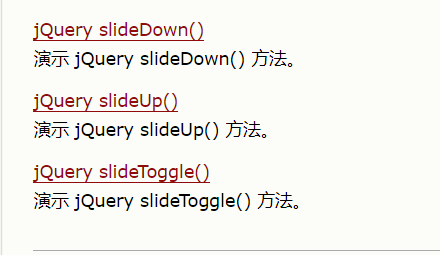 jQuery slideDown()
演示 jQuery slideDown() 方法。
jQuery slideUp()
演示 jQuery slideUp() 方法。
jQuery slideToggle()
演示 jQuery slideToggle() 方法。